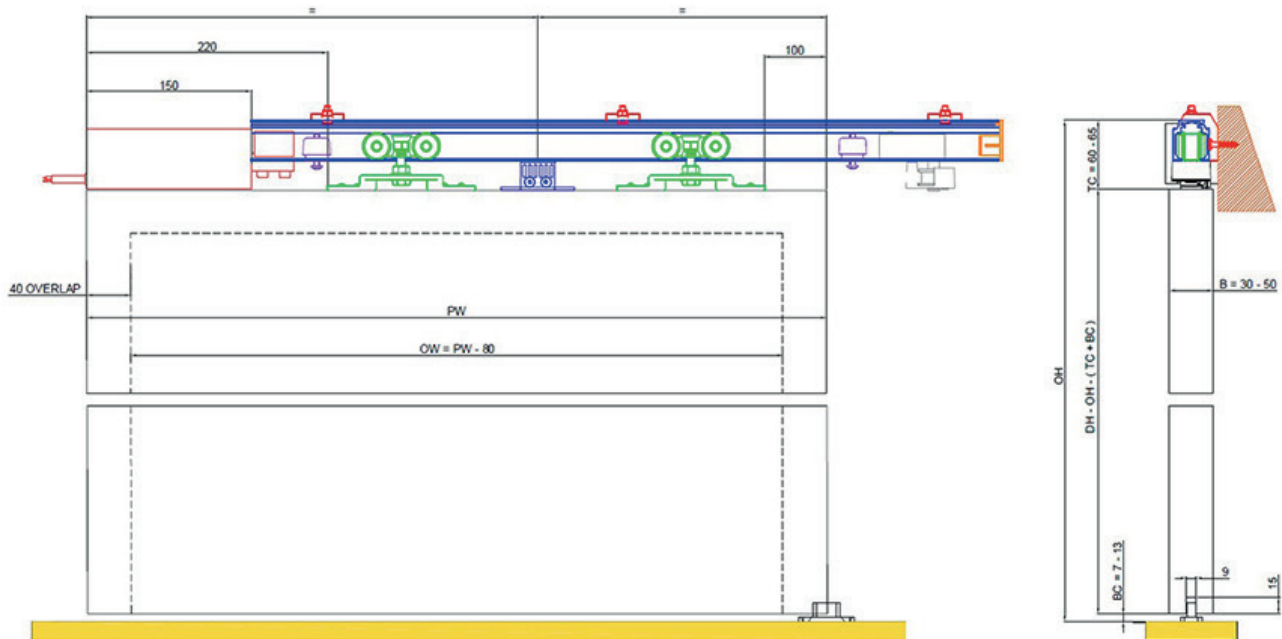 = =
220
100
150
TC = 60 - 65
40 OVERLAP
B = 30 - 50
PW
OW = PW - 80
OH
DH - OH - ( TC + BC )
BC = 7 - 13
15